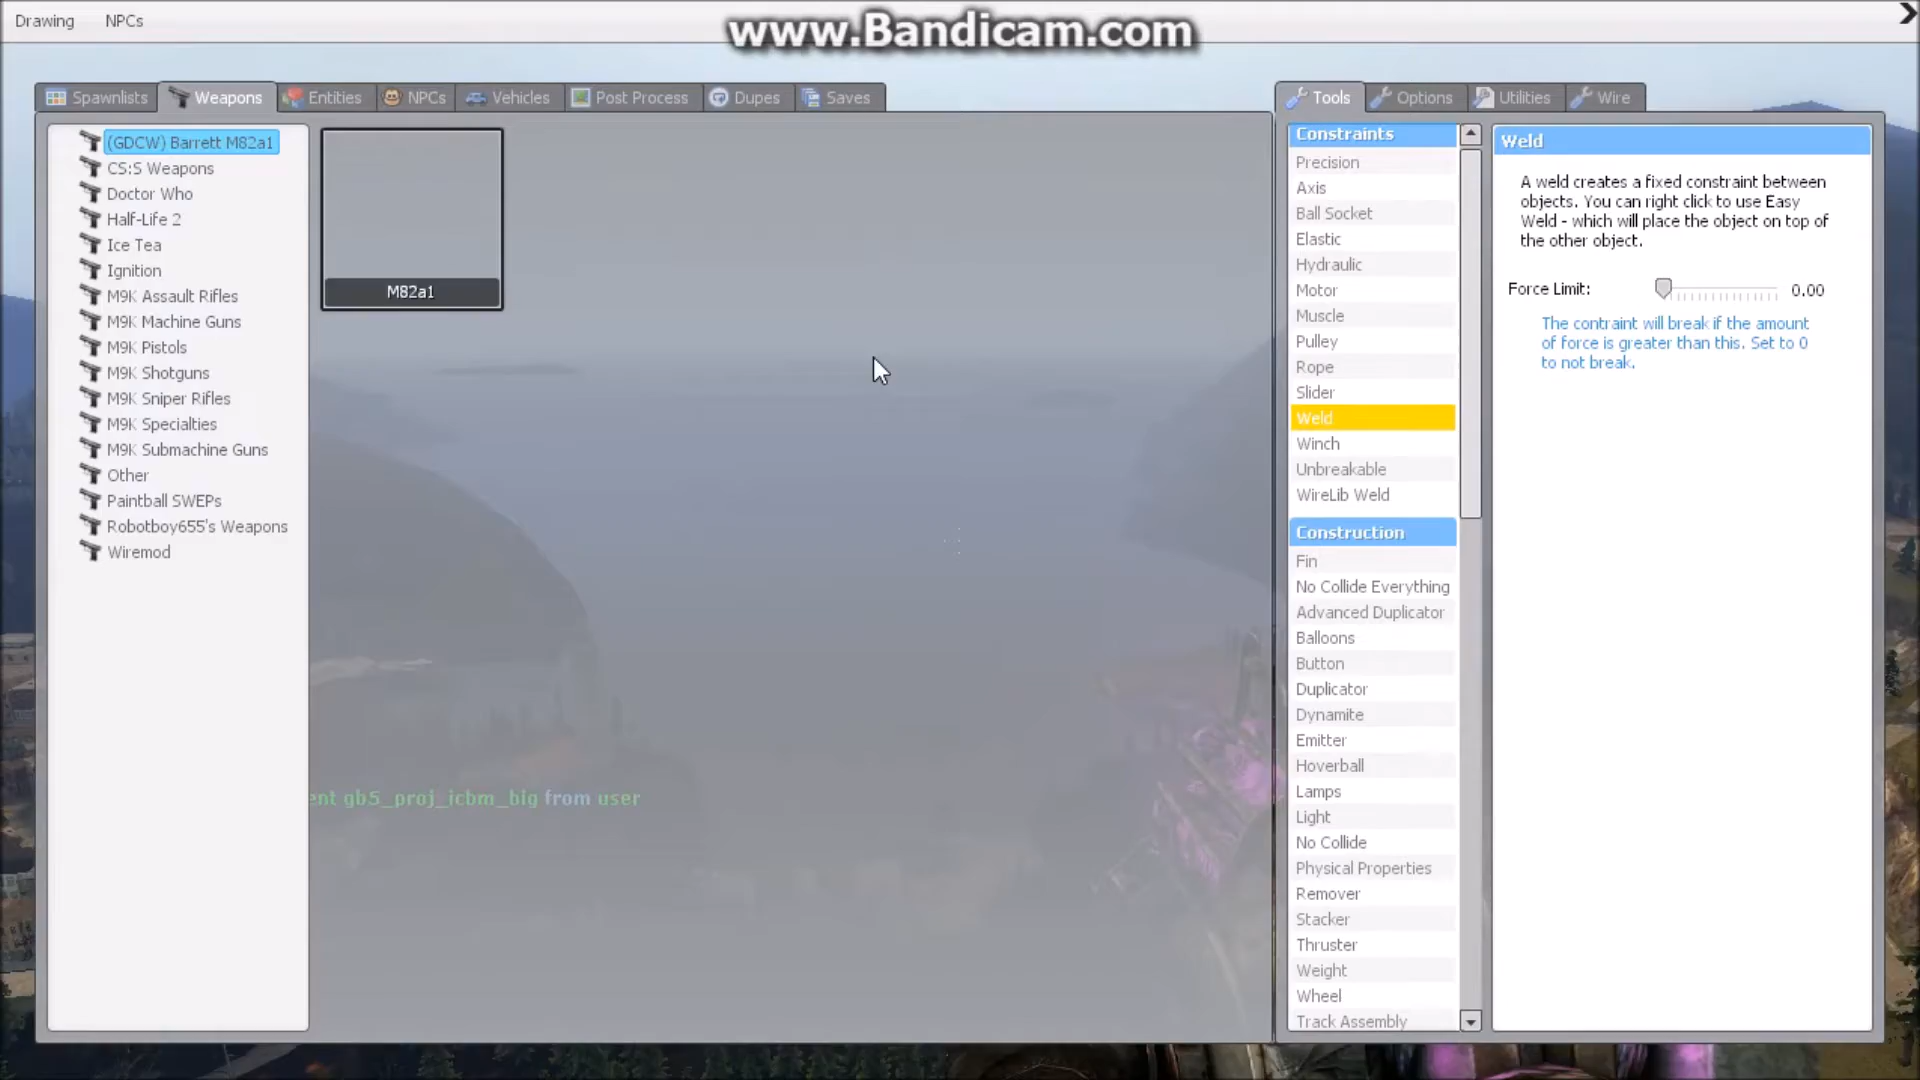 Drawing NPCs
www.Bandicam.com
Spawnlists Weapons Entities NPCs Vehicles Post Process Dupes Saves
Tools Options Utilities Wire
(GDCW) Barrett M82a1
CS:S Weapons
Doctor Who
Half-Life 2
Ice Tea
Ignition
M9K Assault Rifles
M9K Machine Guns
M9K Pistols
M9K Shotguns
M9K Sniper Rifles
M9K Specialties
M9K Submachine Guns
Other
Paintball SWEPs
Robotboy655's Weapons
Wiremod
M82a1
ent gb5_proj_icbm_big from user
Constraints
Precision
Axis
Ball Socket
Elastic
Hydraulic
Motor
Muscle
Pulley
Rope
Slider
Weld
Winch
Unbreakable
WireLib Weld
Construction
Fin
No Collide Everything
Advanced Duplicator
Balloons
Button
Duplicator
Dynamite
Emitter
Hoverball
Lamps
Light
No Collide
Physical Properties
Remover
Stacker
Thruster
Weight
Wheel
Track Assembly
Weld
A weld creates a fixed constraint between
objects. You can right click to use Easy
Weld - which will place the object on top of
the other object.
Force Limit: 0.00
The contraint will break if the amount
of force is greater than this. Set to 0
to not break.